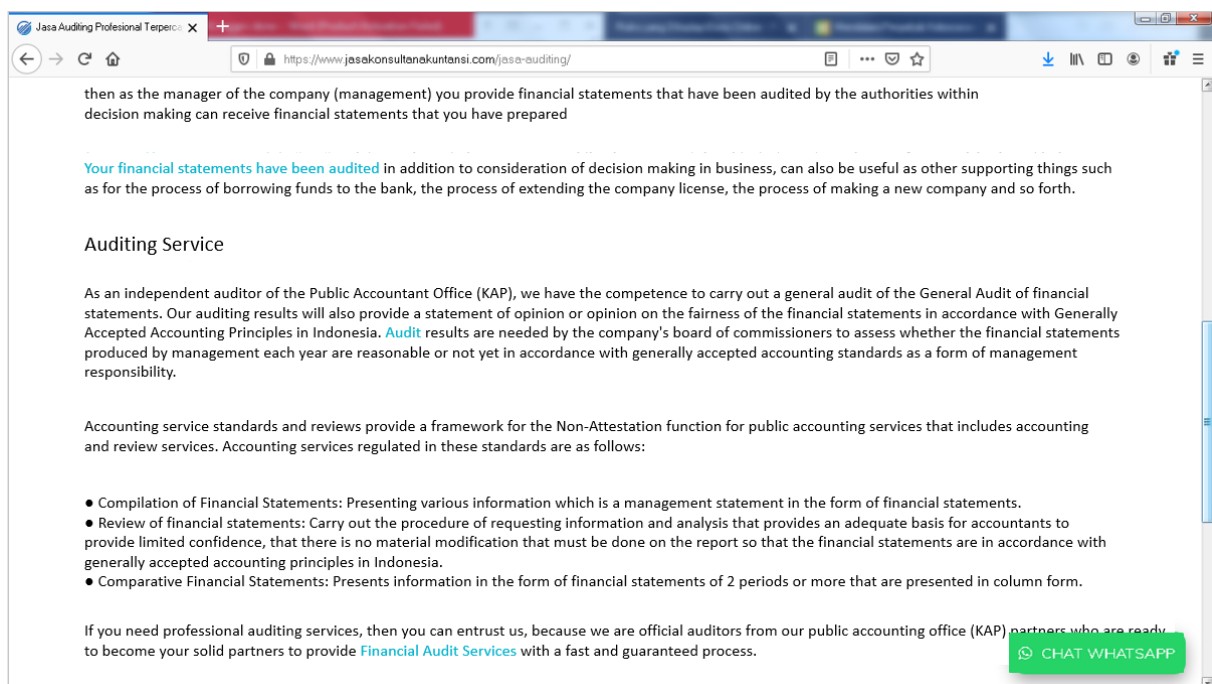 Jasa Auditing Profesional Terperca
https://www.jasakonsultanakuntansi.com/jasa-auditing/
then as the manager of the company (management) you provide financial statements that have been audited by the authorities within
decision making can receive financial statements that you have prepared
Your financial statements have been audited in addition to consideration of decision making in business, can also be useful as other supporting things such
as for the process of borrowing funds to the bank, the process of extending the company license, the process of making a new company and so forth.
Auditing Service
As an independent auditor of the Public Accountant Office (KAP), we have the competence to carry out a general audit of the General Audit of financial
statements. Our auditing results will also provide a statement of opinion or opinion on the fairness of the financial statements in accordance with Generally
Accepted Accounting Principles in Indonesia. Audit results are needed by the company's board of commissioners to assess whether the financial statements
produced by management each year are reasonable or not yet in accordance with generally accepted accounting standards as a form of management
responsibility.
Accounting service standards and reviews provide a framework for the Non-Attestation function for public accounting services that includes accounting
and review services. Accounting services regulated in these standards are as follows:
● Compilation of Financial Statements: Presenting various information which is a management statement in the form of financial statements.
● Review of financial statements: Carry out the procedure of requesting information and analysis that provides an adequate basis for accountants to
provide limited confidence, that there is no material modification that must be done on the report so that the financial statements are in accordance with
generally accepted accounting principles in Indonesia.
● Comparative Financial Statements: Presents information in the form of financial statements of 2 periods or more that are presented in column form.
If you need professional auditing services, then you can entrust us, because we are official auditors from our public accounting office (KAP) partners who are ready
to become your solid partners to provide Financial Audit Services with a fast and guaranteed process.
CHAT WHATSAPP